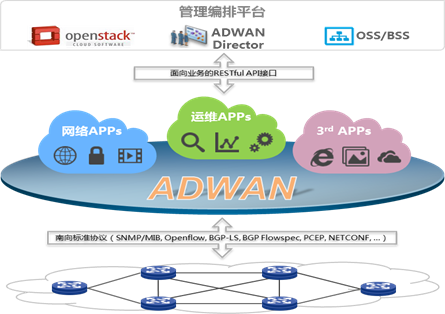 管理编排平台
openstack™
CLOUD SOFTWARE
ADWAN
Director
OSS/BSS
面向业务的RESTful API接口
网络APPs
运维APPs
3rd APPs
ADWAN
南向标准协议（SNMP/MIB, Openflow, BGP-LS, BGP Flowspec, PCEP, NETCONF, ...）